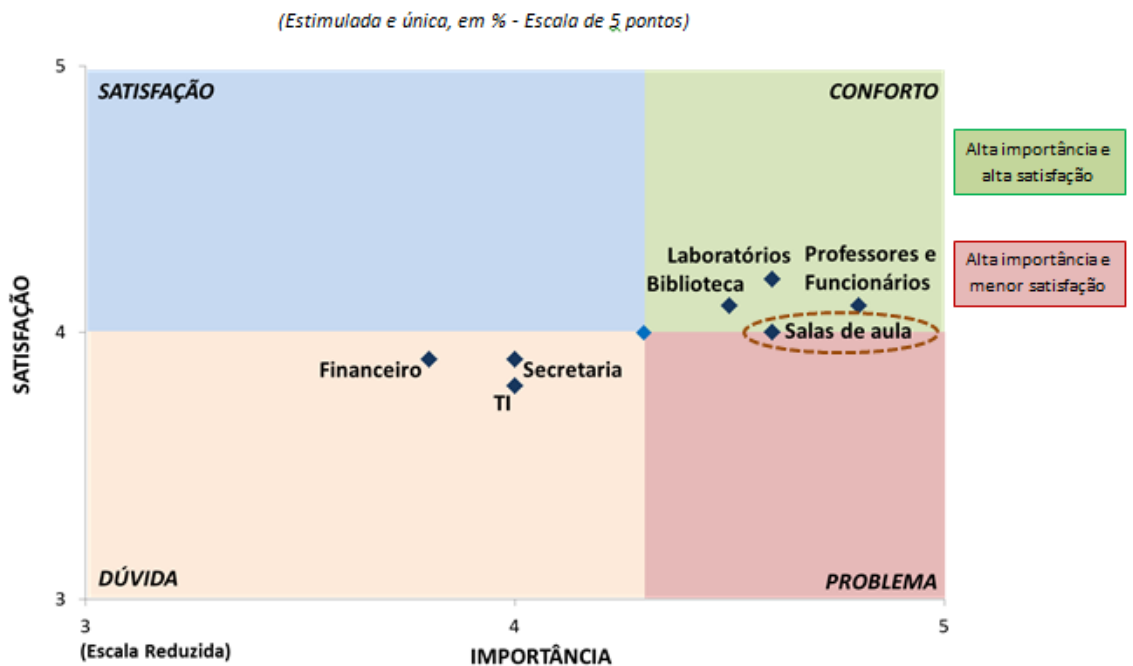 (Estimulada e única, em % - Escala de 5 pontos)
5
SATISFAÇÃO
CONFORTO
Alta importância e
alta satisfação
Laboratórios
Professores e
Biblioteca
Funcionários
Alta importância e
menor satisfação
SATISFAÇÃO
4
Salas de aula
Financeiro
Secretaria
TI
DÚVIDA
PROBLEMA
3
3
4
5
(Escala Reduzida)
IMPORTÂNCIA